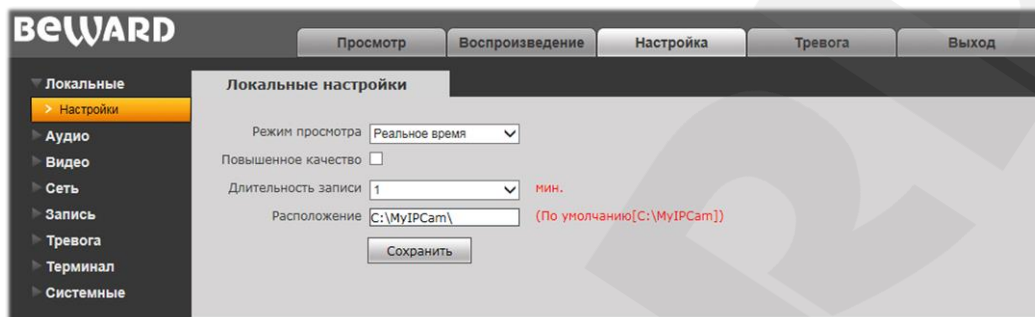 BEWARD
Просмотр
Воспроизведение
Настройка
Тревога
Выход
Локальные
> Настройки
Аудио
Видео
Сеть
Запись
Тревога
Терминал
Системные
Локальные настройки
Режим просмотра Реальное время
Повышенное качество
Длительность записи 1 мин.
Расположение C:\MyIPCam\ (По умолчанию[C:\MyIPCam])
Сохранить